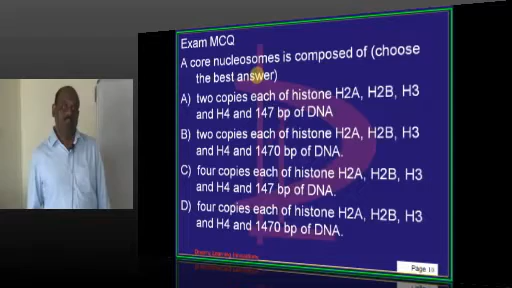 Exam MCQ
A core nucleosomes is composed of (choose
the best answer)
A) two copies each of histone H2A, H2B, H3
and H4 and 147 bp of DNA
B) two copies each of histone H2A, H2B, H3
and H4 and 1470 bp of DNA.
C) four copies each of histone H2A, H2B, H3
and H4 and 147 bp of DNA.
D) four copies each of histone H2A, H2B, H3
and H4 and 1470 bp of DNA.
Learning Innovations
Page 10